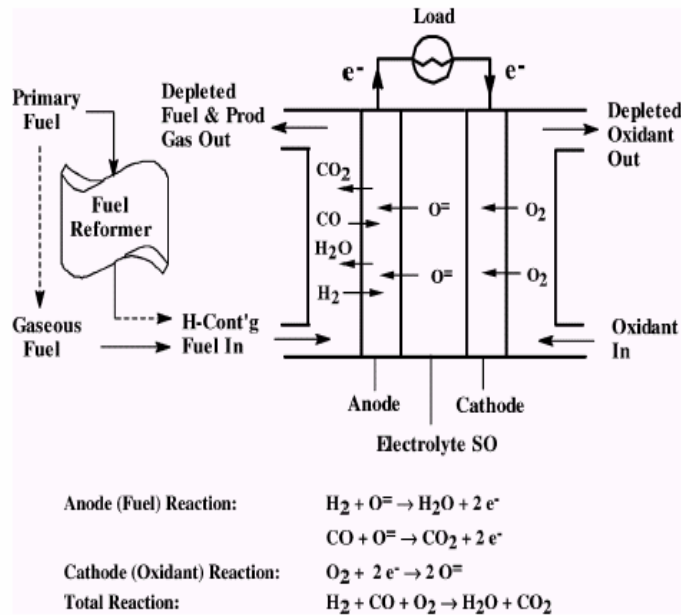 Load
e-
e-
Primary
Fuel
Depleted
Fuel & Prod
Gas Out
Depleted
Oxidant
Out
Fuel
Reformer
CO2
CO
H2O
H2
O=
O=
O2
O2
Gaseous
Fuel
H-Cont'g
Fuel In
Oxidant
In
Anode
Cathode
Electrolyte SO
Anode (Fuel) Reaction: H2 + O= → H2O + 2 e-
CO + O= → CO2 + 2 e-
Cathode (Oxidant) Reaction: O2 + 2 e- → 2 O=
Total Reaction: H2 + CO + O2 → H2O + CO2